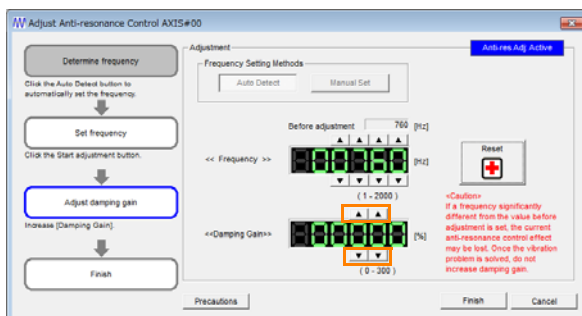 Adjust Anti-resonance Control AXIS#00
Determine frequency
Click the Auto Detect button to
automatically set the frequency.
Set frequency
Click the Start adjustment button.
Adjust damping gain
Increase [Damping Gain].
Finish
Adjustment
Anti-res Adj Active
Frequency Setting Methods
Auto Detect
Manual Set
Before adjustment 760 [Hz]
<< Frequency >> 00760 [Hz]
(1 - 2000)
<<Damping Gain>> 00000 [%]
(0 - 300)
Reset
<Caution>
If a frequency significantly
different from the value before
adjustment is set, the current
anti-resonance control effect
may be lost. Once the vibration
problem is solved, do not
increase damping gain.
Precautions
Finish
Cancel